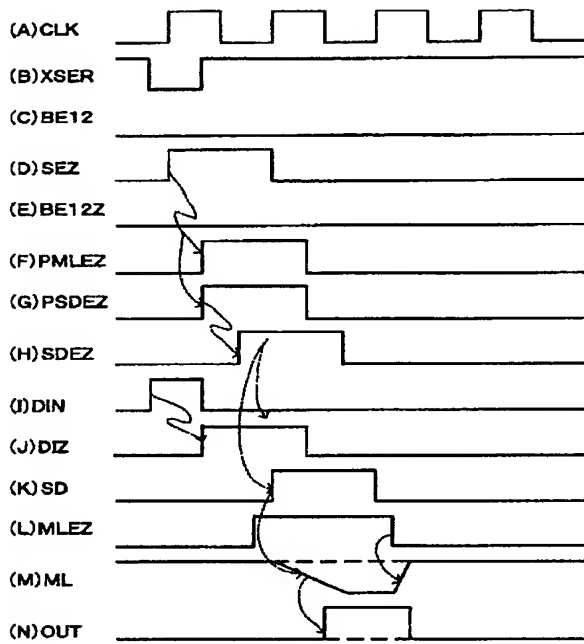 (A)CLK
(B)XSER
(C)BE12
(D)SEZ
(E)BE12Z
(F)PMLEZ
(G)PSDEZ
(H)SDEZ
(I)DIN
(J)DIZ
(K)SD
(L)MLEZ
(M)ML
(N)OUT